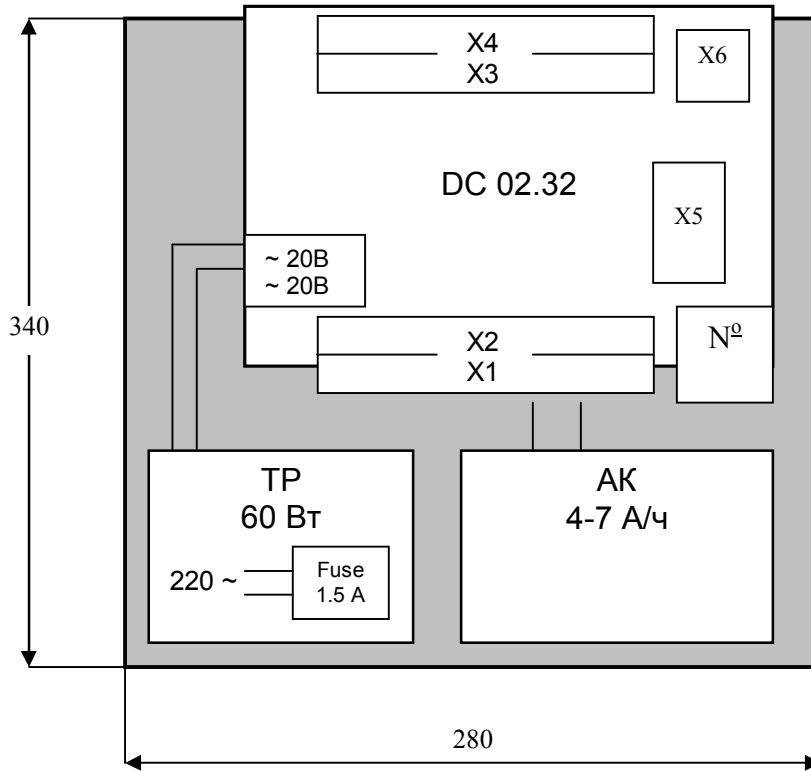 X4
X3
X6
DC 02.32
X5
~ 20В
~ 20В
340
X2
X1
Nº
ТР
60 Вт
220 ~
Fuse
1.5 А
АК
4-7 А/ч
280